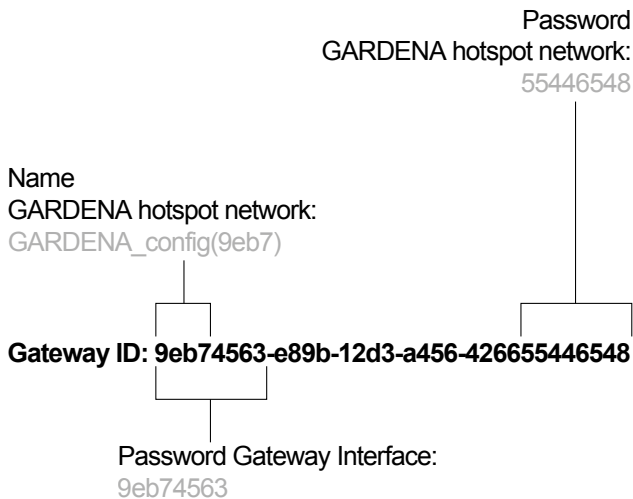 Password
GARDENA hotspot network:
55446548
Name
GARDENA hotspot network:
GARDENA_config(9eb7)
Gateway ID: 9eb74563-e89b-12d3-a456-426655446548
Password Gateway Interface:
9eb74563